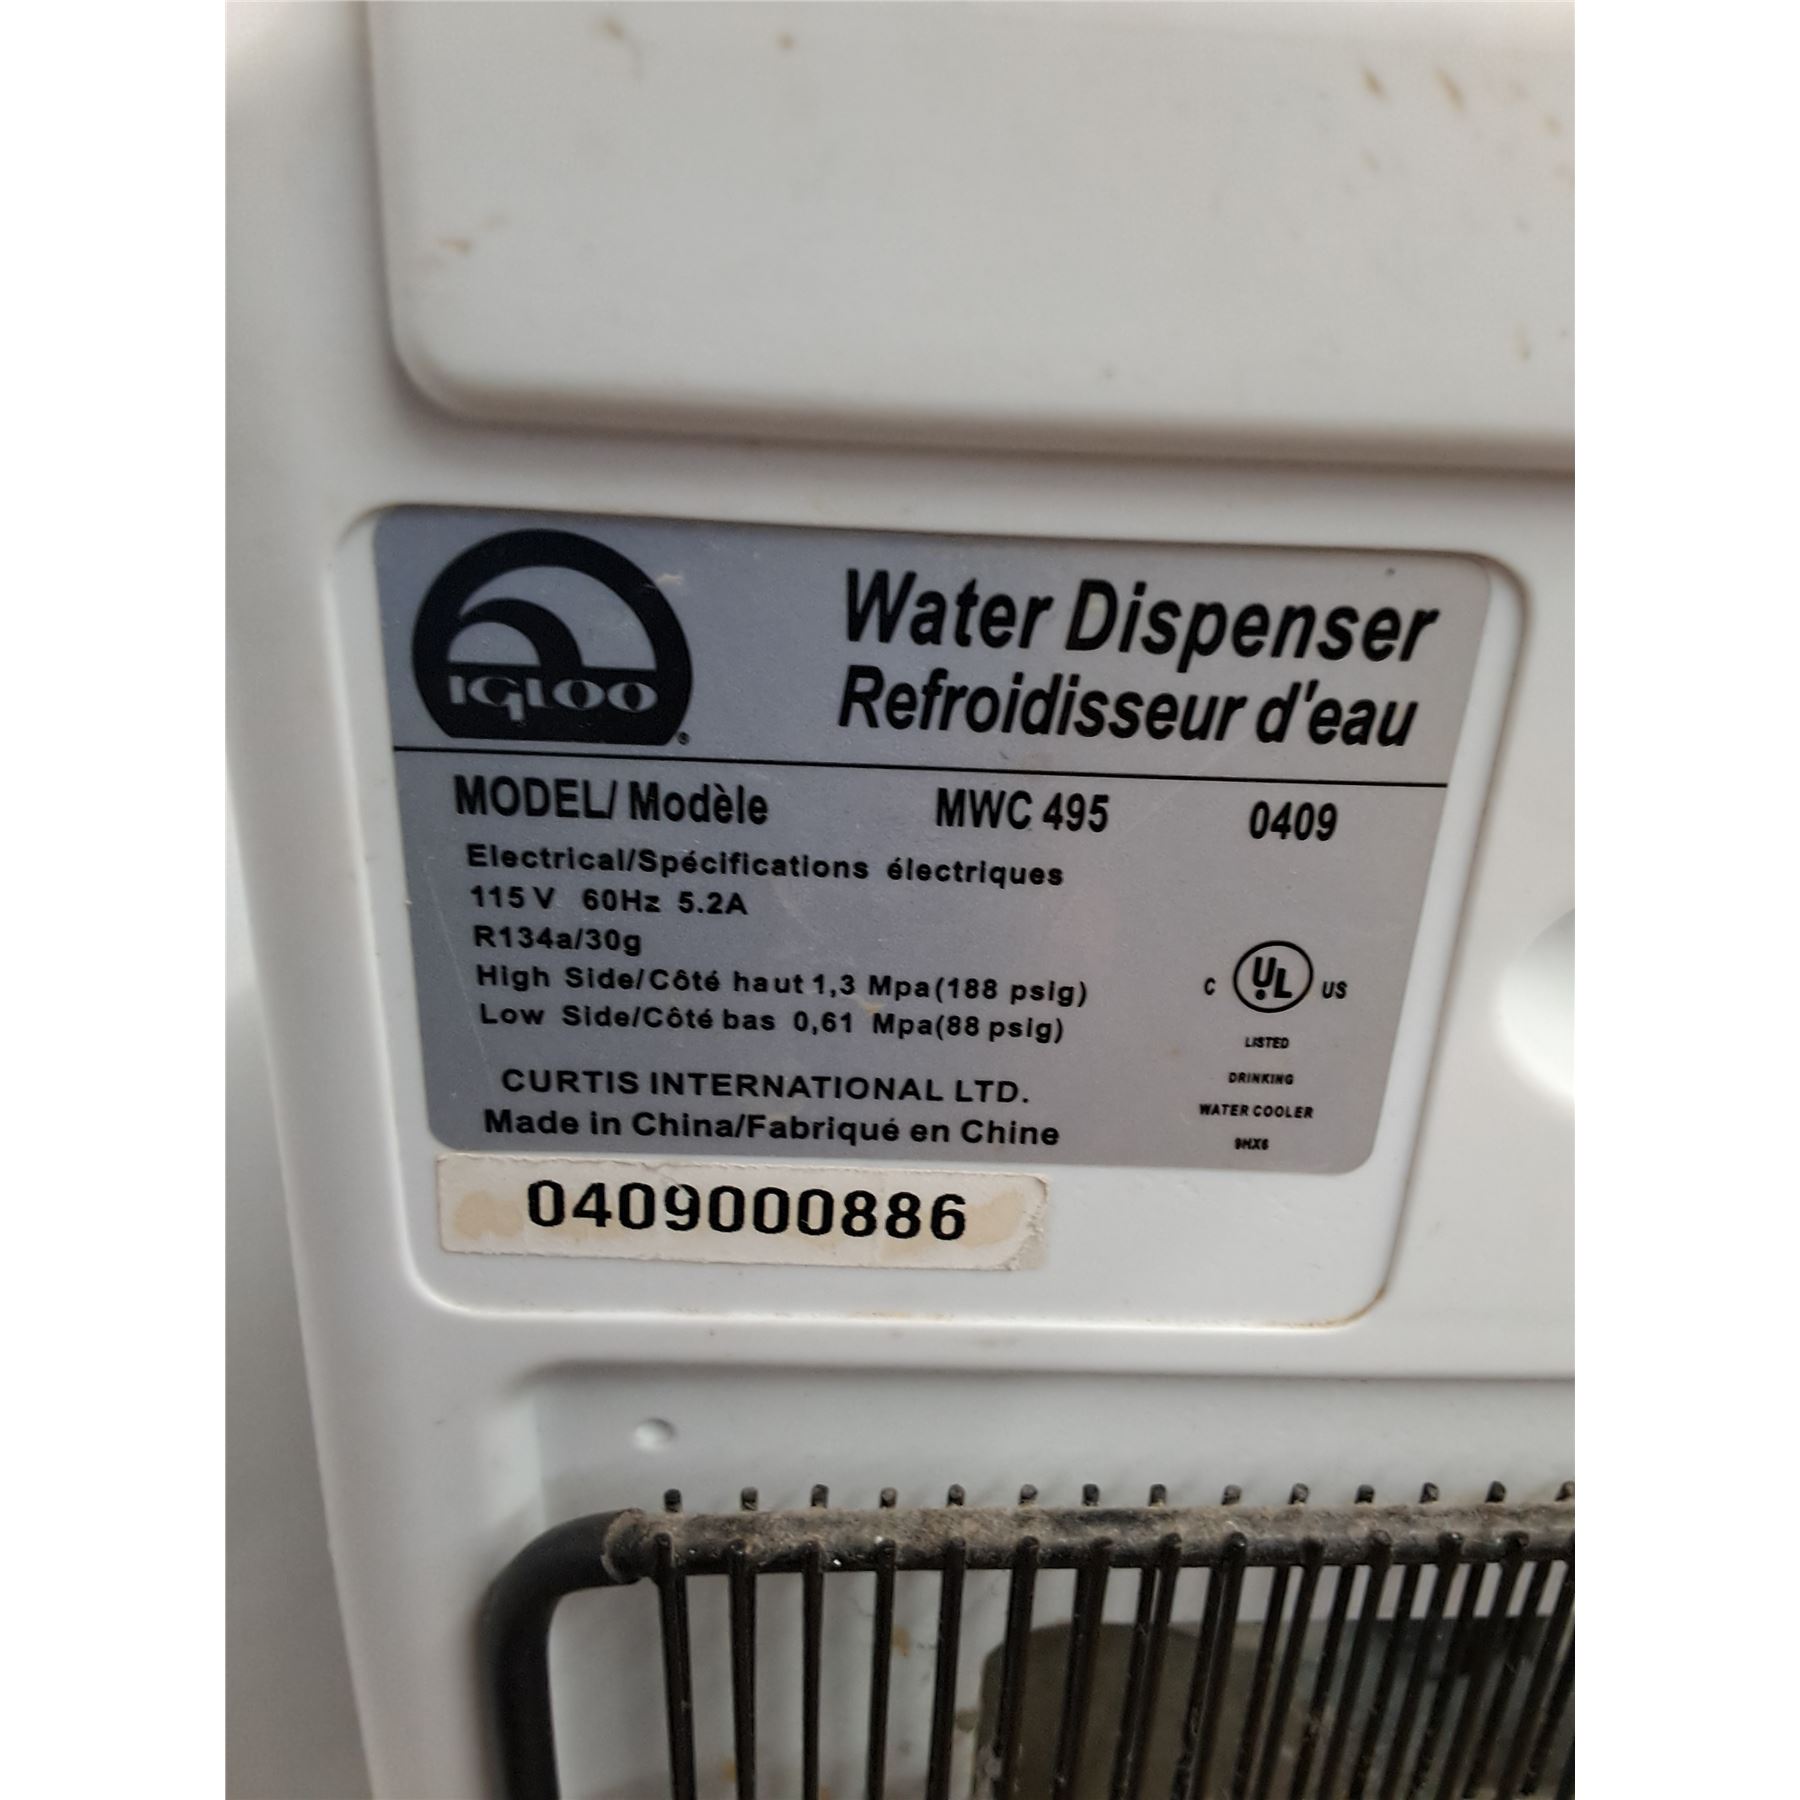 IGLOO
®
Water Dispenser
Refroidisseur d'eau
MODEL/ Modèle MWC 495 0409
Electrical/Spécifications électriques
115 V 60Hz 5.2A
R134a/30g
High Side/Côté haut 1,3 Mpa(188 psig)
Low Side/Côté bas 0,61 Mpa(88 psig)
CURTIS INTERNATIONAL LTD.
Made in China/Fabriqué en Chine
C UL US
LISTED
DRINKING
WATER COOLER
9HX6
0409000886